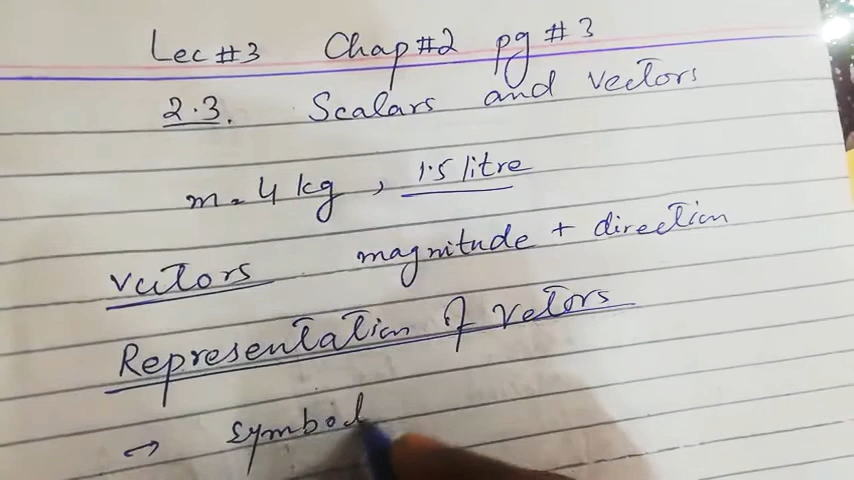 Lec #3 Chap #2 pg #3
2.3. Scalars and vectors
m = 4 kg , 1.5 litre
vectors magnitude + direction
Representation of vectors
→ symbol